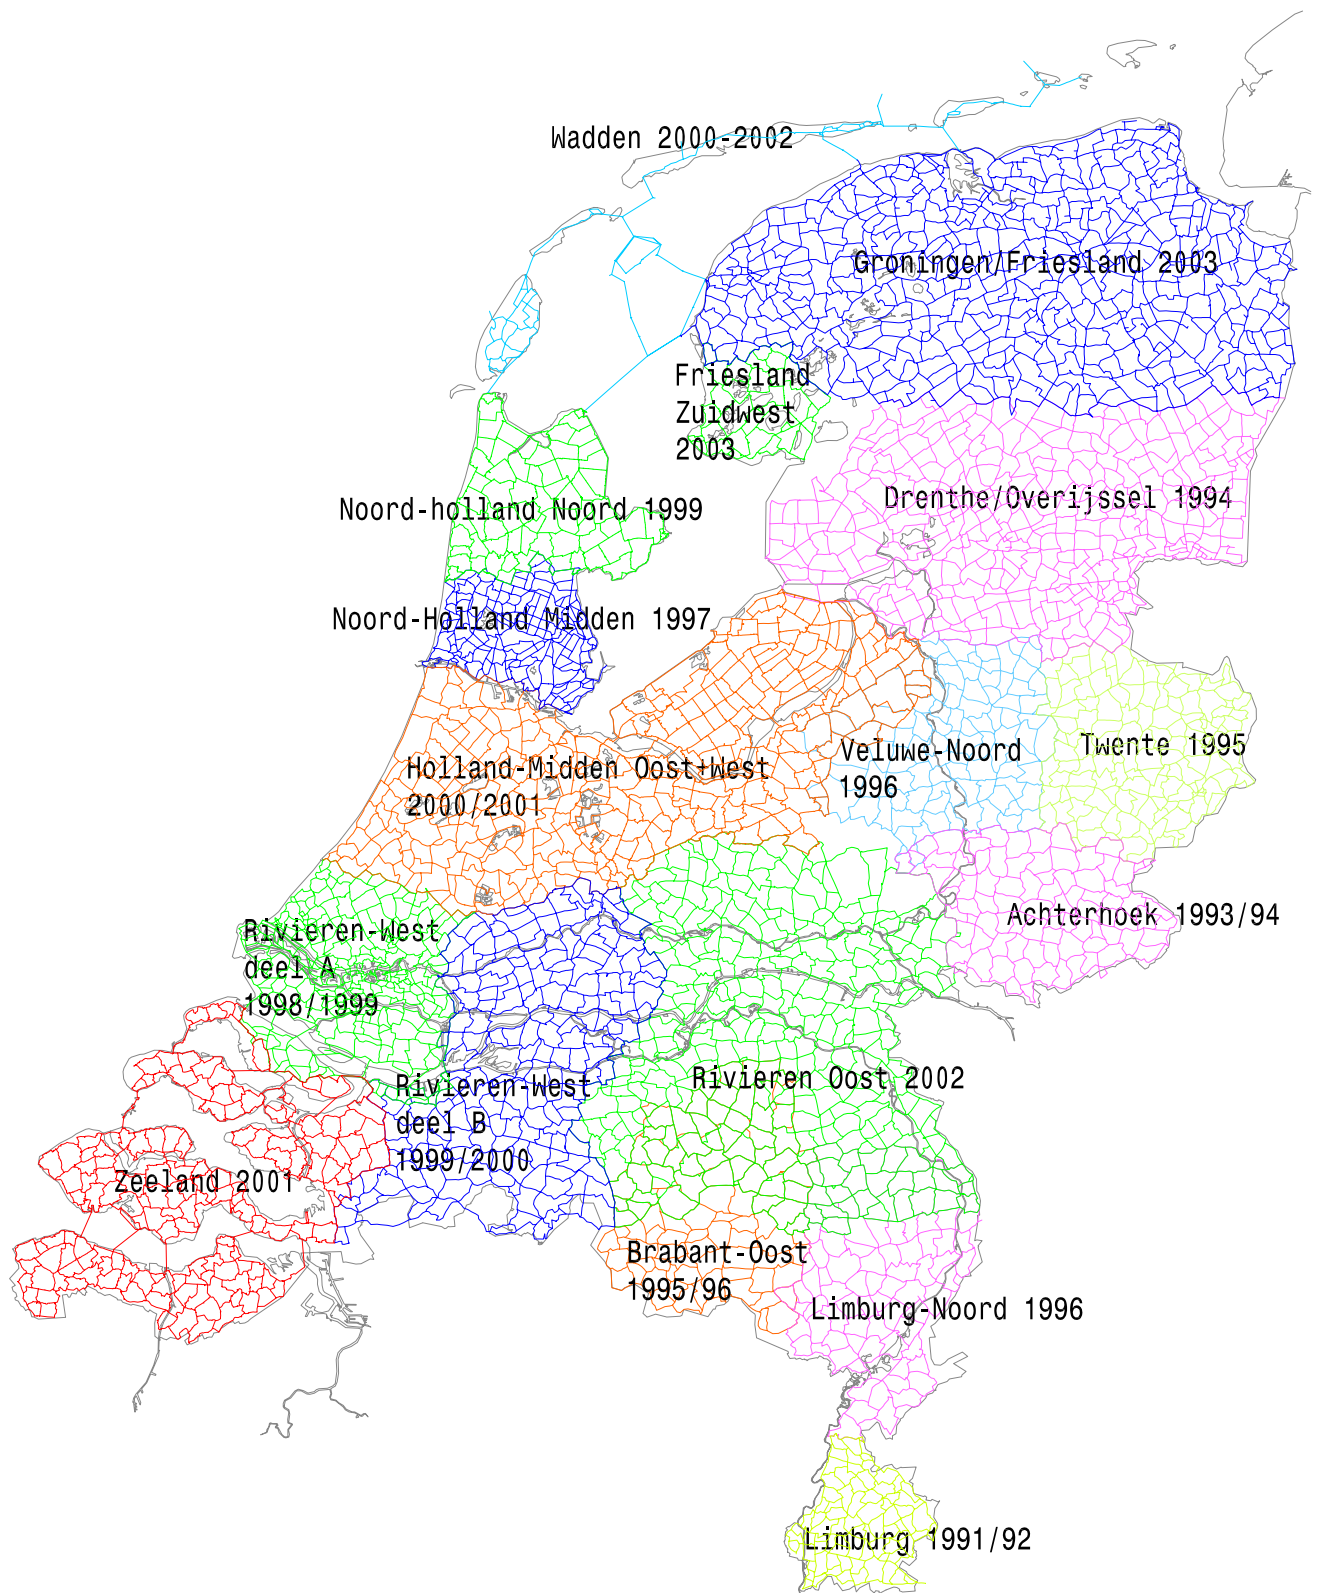 Wadden 2000-2002
Groningen/Friesland 2003
Friesland
Zuidwest
2003
Drenthe/Overijssel 1994
Noord-holland Noord 1999
Noord-Holland Midden 1997
Veluwe-Noord
1996
Twente 1995
Holland-Midden Oost+West
2000/2001
Achterhoek 1993/94
Rivieren-West
deel A
1998/1999
Rivieren-West
deel B
1999/2000
Rivieren Oost 2002
Zeeland 2001
Brabant-Oost
1995/96
Limburg-Noord 1996
Limburg 1991/92